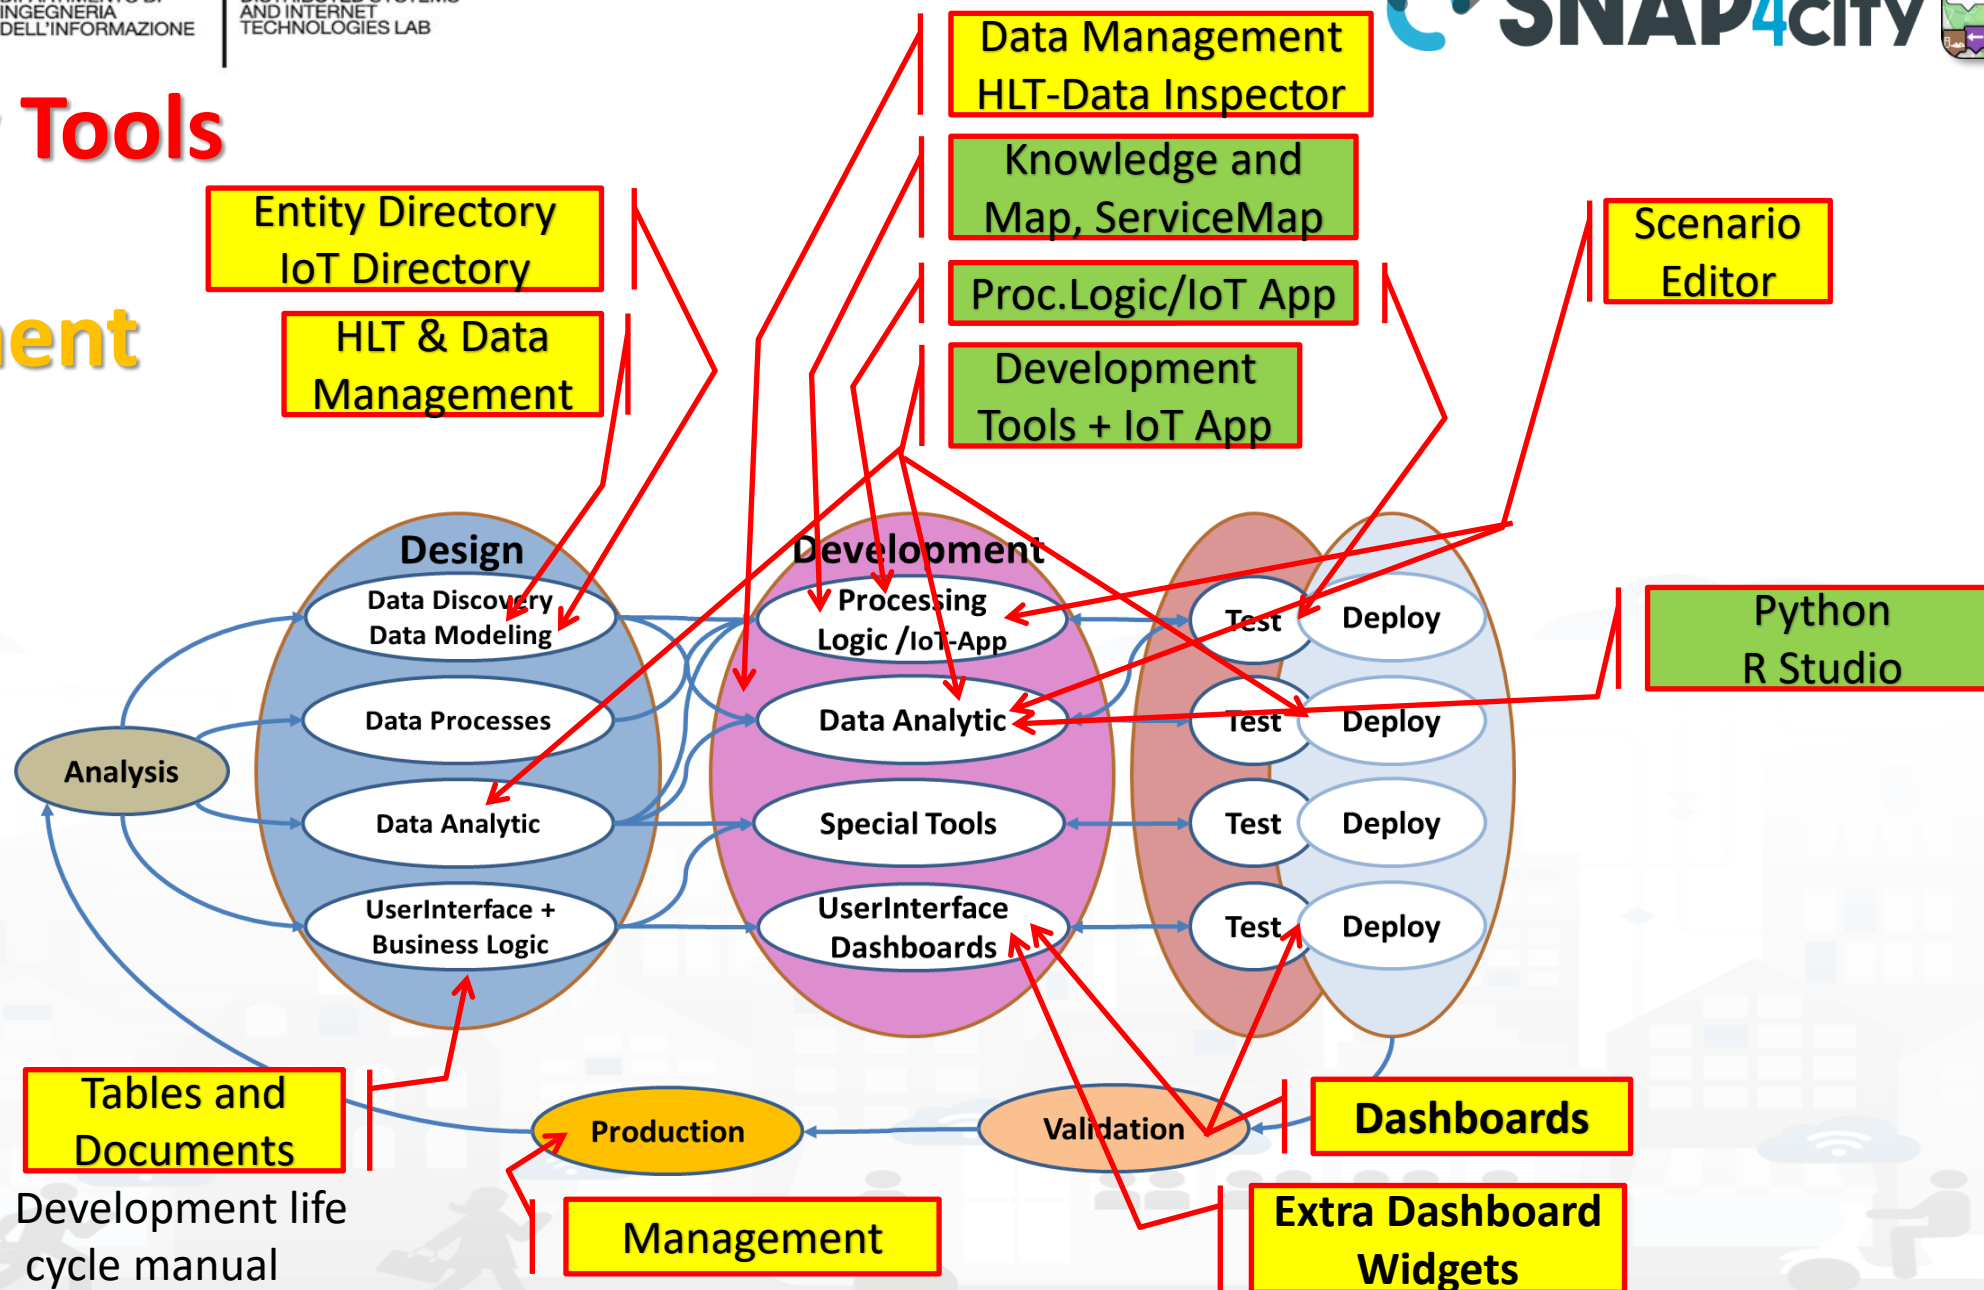 DIPARTIMENTO DI
INGEGNERIA
DELL'INFORMAZIONE
DISTRIBUTED SYSTEMS
AND INTERNET
TECHNOLOGIES LAB
SNAP4CITY
Tools
Data Management
HLT-Data Inspector
Knowledge and
Map, ServiceMap
Entity Directory
IoT Directory
Scenario
Editor
Proc.Logic/IoT App
HLT & Data
Management
Development
Tools + IoT App
Design
Data Discovery
Data Modeling
Data Processes
Data Analytic
UserInterface +
Business Logic
Development
Processing
Logic /IoT-App
Data Analytic
Special Tools
UserInterface
Dashboards
Test
Deploy
Test
Deploy
Test
Deploy
Test
Deploy
Python
R Studio
Analysis
Tables and
Documents
Development life
cycle manual
Production
Validation
Dashboards
Management
Extra Dashboard
Widgets